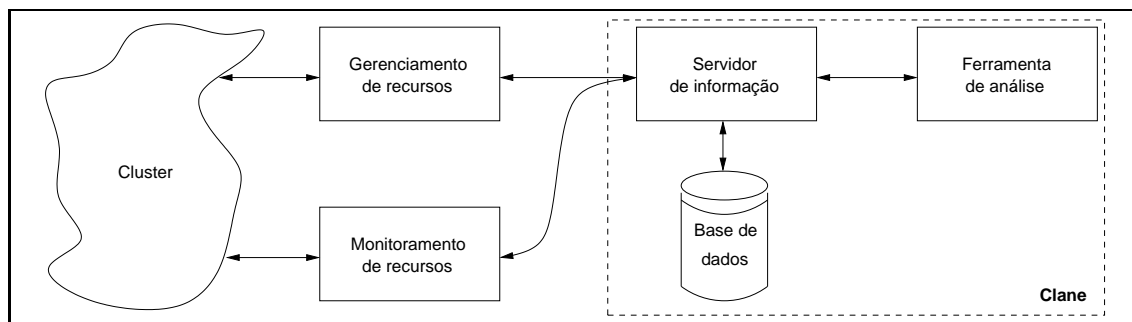 Gerenciamento
de recursos
Servidor
de informação
Ferramenta
de análise
Cluster
Monitoramento
de recursos
Base de
dados
Clane